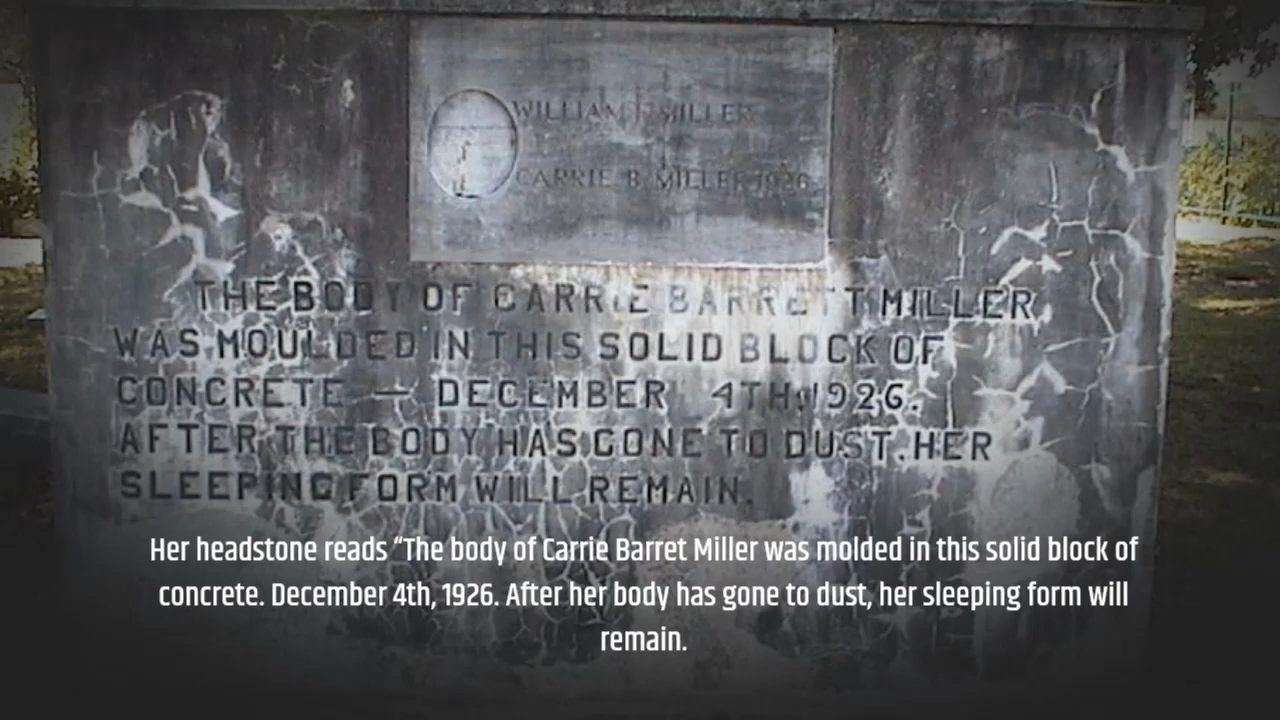 WILLIAM F. MILLER
CARRIE B. MILLER 1926
THE BODY OF CARRIE BARRETT MILLER
WAS MOULDED IN THIS SOLID BLOCK OF
CONCRETE — DECEMBER 4TH, 1926.
AFTER THE BODY HAS GONE TO DUST, HER
SLEEPING FORM WILL REMAIN.
Her headstone reads “The body of Carrie Barret Miller was molded in this solid block of
concrete. December 4th, 1926. After her body has gone to dust, her sleeping form will
remain.